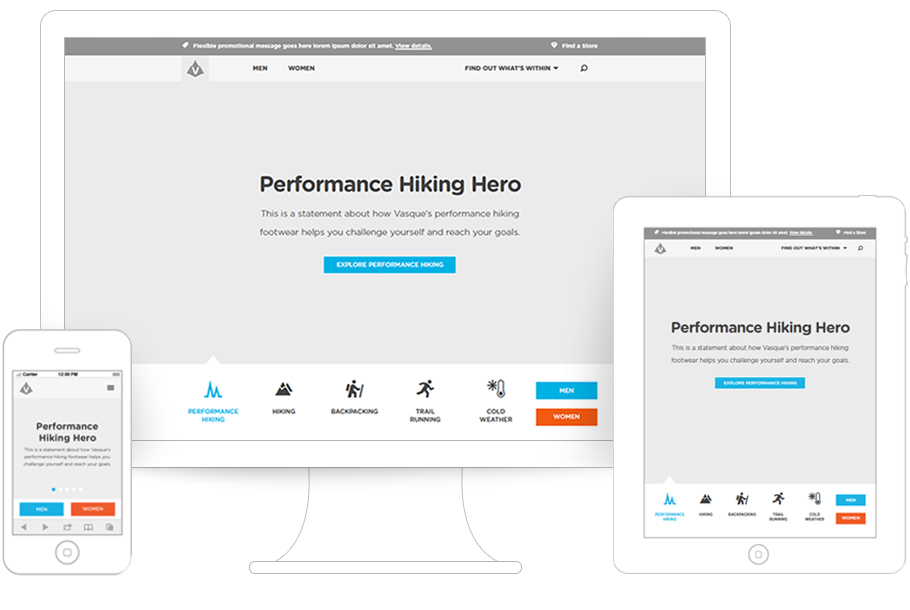 Flexible promotional message goes here lorem ipsum dolor sit amet. View details.
Find a Store
V
MEN
WOMEN
FIND OUT WHAT'S WITHIN
Performance Hiking Hero
This is a statement about how Vasque's performance hiking
footwear helps you challenge yourself and reach your goals.
EXPLORE PERFORMANCE HIKING
PERFORMANCE
HIKING
HIKING
BACKPACKING
TRAIL
RUNNING
COLD
WEATHER
MEN
WOMEN
Flexible promotional message goes here lorem ipsum dolor sit amet. View details.
Find a Store
V
MEN
WOMEN
FIND OUT WHAT'S WITHIN
Performance Hiking Hero
This is a statement about how Vasque's performance hiking
footwear helps you challenge yourself and reach your goals.
EXPLORE PERFORMANCE HIKING
PERFORMANCE
HIKING
HIKING
BACKPACKING
TRAIL
RUNNING
COLD
WEATHER
MEN
WOMEN
Carrier
12:00 PM
V
Performance
Hiking Hero
This is a statement about how Vasque's
performance hiking footwear helps you
challenge yourself and reach your goals.
MEN
WOMEN